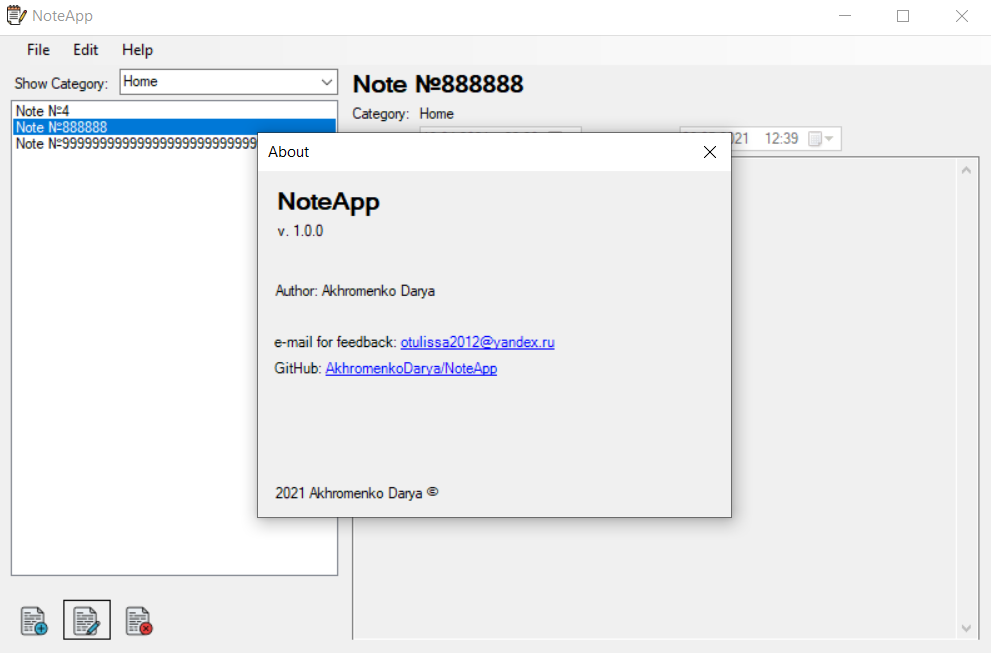 NoteApp
File Edit Help
Show Category: Home
Note №4
Note №888888
Note №99999999999999999999999999
Note №888888
Category: Home
12:39
About
NoteApp
v. 1.0.0
Author: Akhromenko Darya
e-mail for feedback: otulissa2012@yandex.ru
GitHub: AkhromenkoDarya/NoteApp
2021 Akhromenko Darya ©